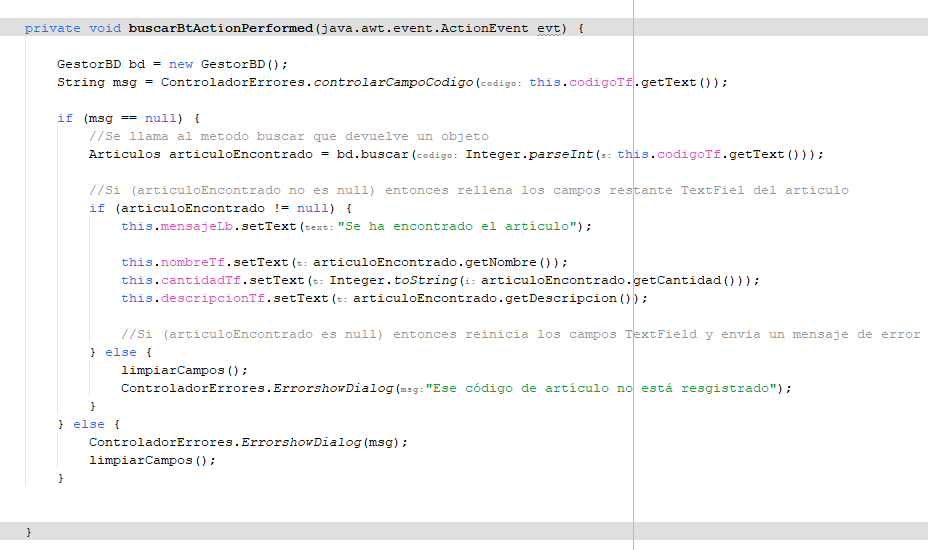 private void buscarBtActionPerformed(java.awt.event.ActionEvent evt) {
GestorBD bd = new GestorBD();
String msg = ControladorErrores.controlarCampoCodigo(codigo: this.codigoTf.getText());
if (msg == null) {
//Se llama al metodo buscar que devuelve un objeto
Articulos articuloEncontrado = bd.buscar(codigo: Integer.parseInt(s: this.codigoTf.getText()));
//Si (articuloEncontrado no es null) entonces rellena los campos restante TextFiel del articulo
if (articuloEncontrado != null) {
this.mensajeLb.setText(text: "Se ha encontrado el artículo");
this.nombreTf.setText(t: articuloEncontrado.getNombre());
this.cantidadTf.setText(t: Integer.toString(i: articuloEncontrado.getCantidad()));
this.descripcionTf.setText(t: articuloEncontrado.getDescripcion());
//Si (articuloEncontrado es null) entonces reinicia los campos TextField y envia un mensaje de error
} else {
limpiarCampos();
ControladorErrores.ErrorshowDialog(msg: "Ese código de artículo no está resgistrado");
}
} else {
ControladorErrores.ErrorshowDialog(msg);
limpiarCampos();
}
}